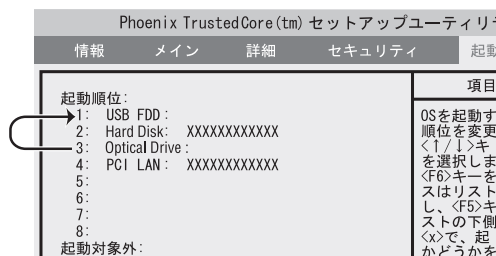 Phoenix TrustedCore(tm) セットアップユーティリ
情報 メイン 詳細 セキュリティ 起動
項目
起動順位:
1: USB FDD:
2: Hard Disk: XXXXXXXXXXXX
3: Optical Drive:
4: PCI LAN: XXXXXXXXXXXX
5:
6:
7:
8:
起動対象外:
OSを起動す
順位を変更
<↑/↓>キ
を選択しま
<F6>キーを
スはリスト
し、<F5>キ
ストの下側
<x>で、起
かどうかを